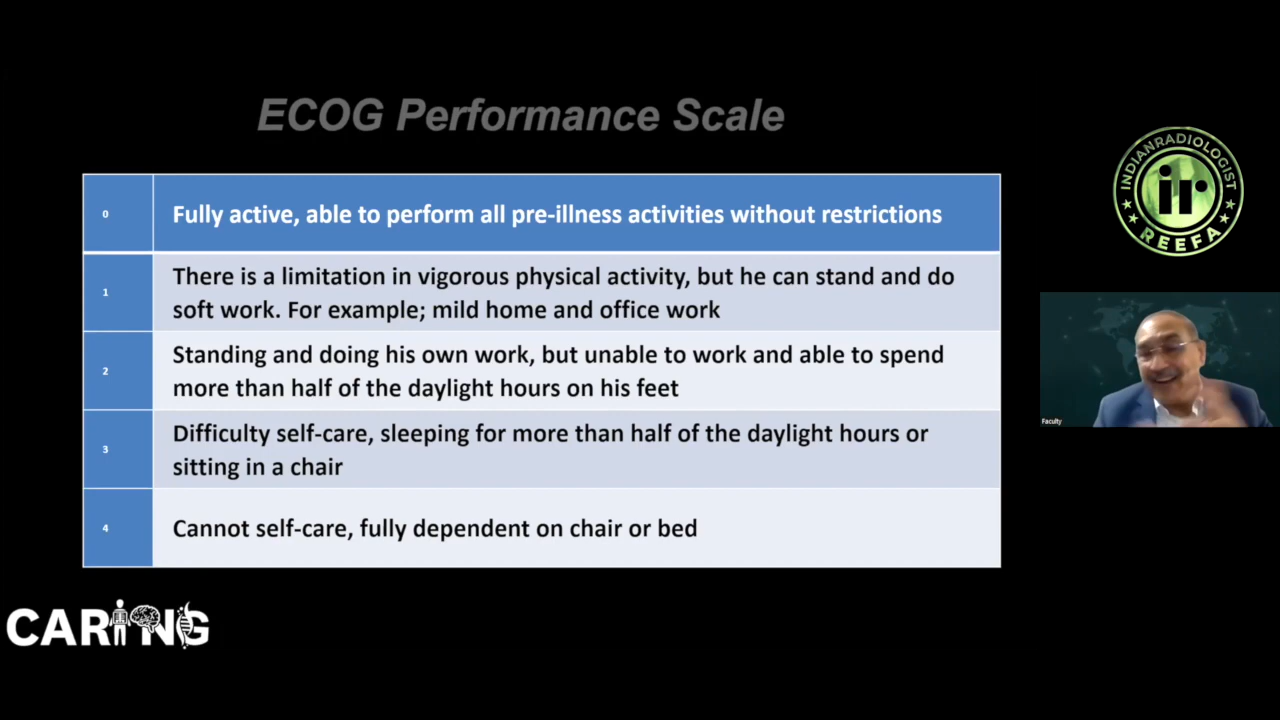 ECOG Performance Scale
0
Fully active, able to perform all pre-illness activities without restrictions
1
There is a limitation in vigorous physical activity, but he can stand and do
soft work. For example; mild home and office work
2
Standing and doing his own work, but unable to work and able to spend
more than half of the daylight hours on his feet
3
Difficulty self-care, sleeping for more than half of the daylight hours or
sitting in a chair
4
Cannot self-care, fully dependent on chair or bed
INDIANRADIOLOGIST
ir
REEFA
Faculty
CARING